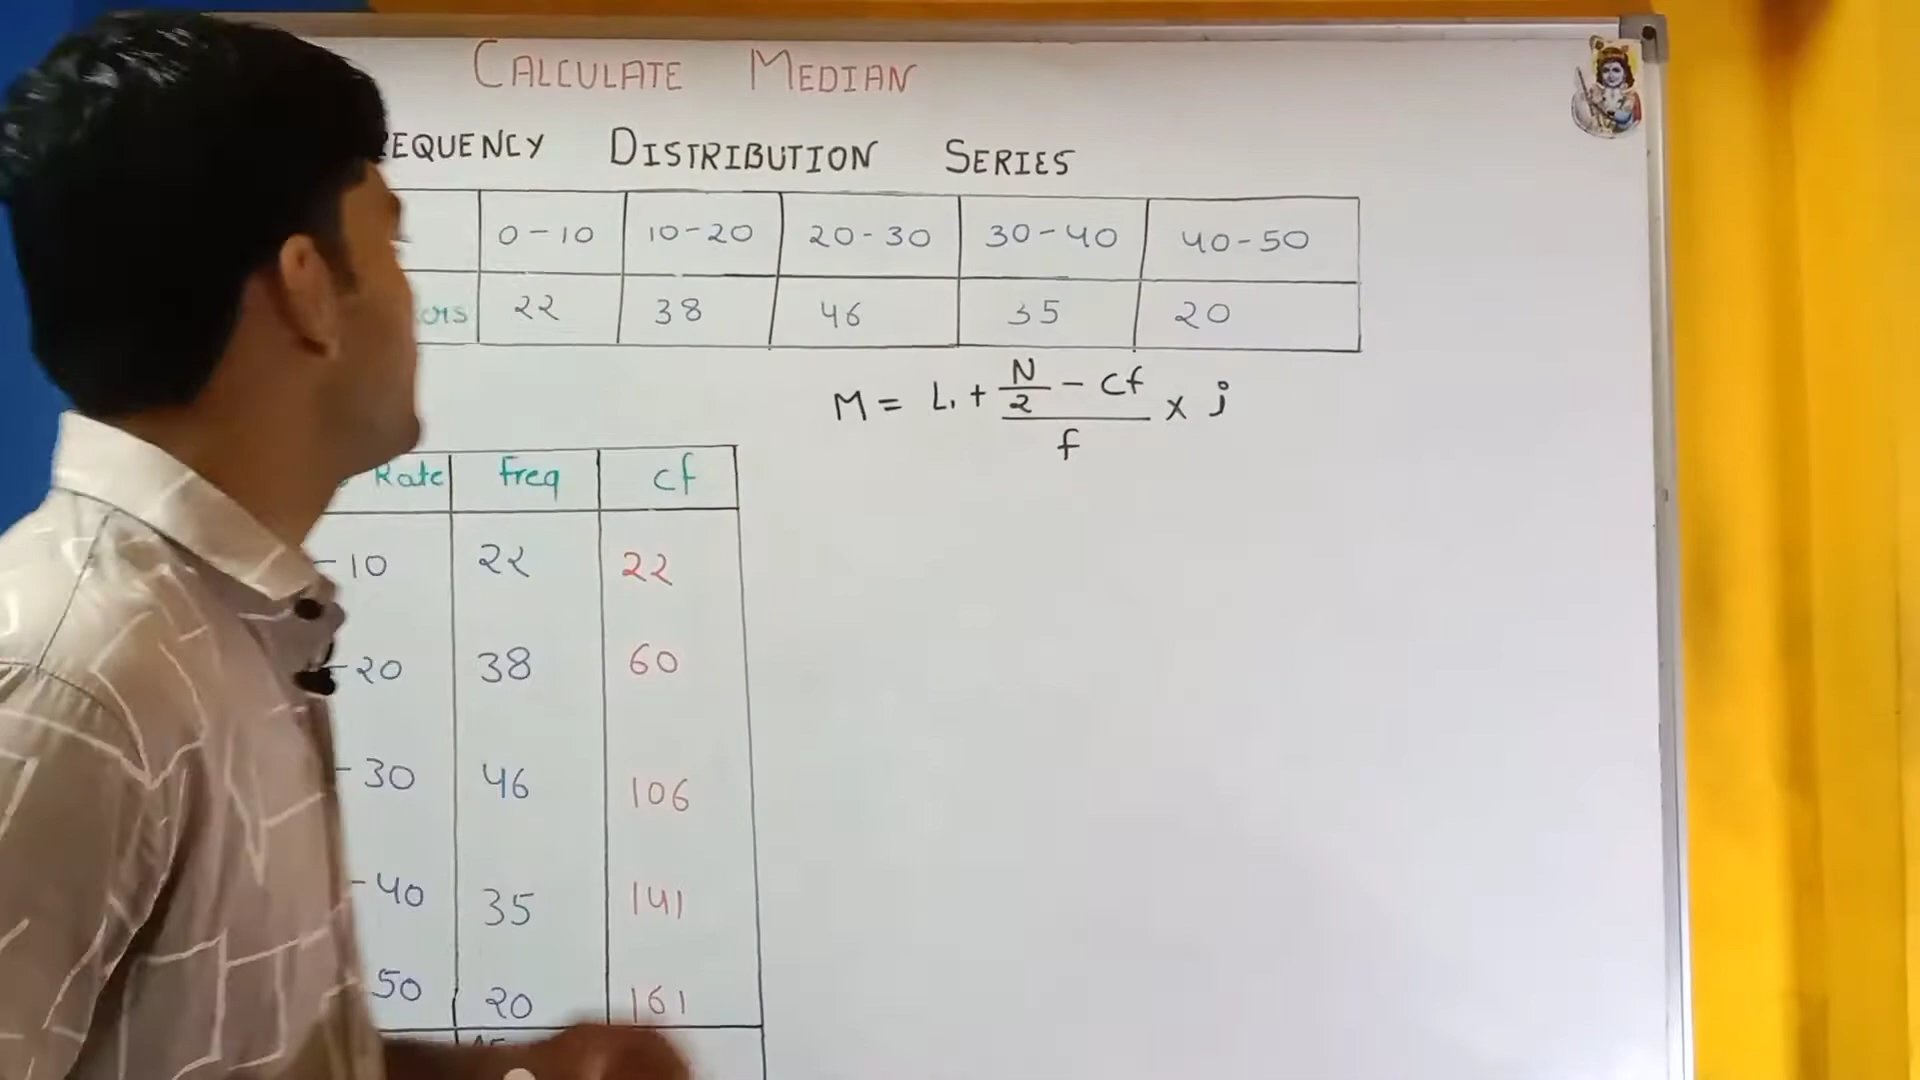 CALCULATE MEDIAN
DISTRIBUTION SERIES
0-10 10-20 20-30 30-40 40-50
22 38 46 35 20
M = L1 + N/2 - Cf / f × i
Rate Freq Cf
-10 22 22
-20 38 60
-30 46 106
-40 35 141
50 20 161